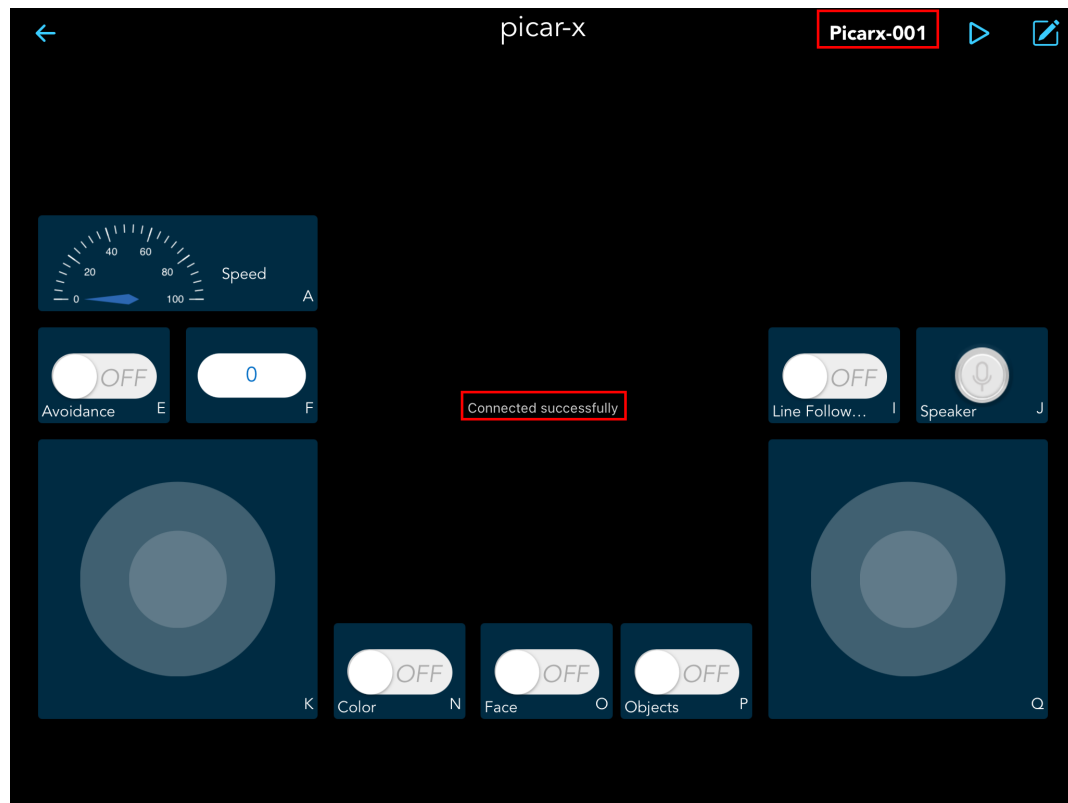 picar-x
Picarx-001
40 60
20 80
0 100
Speed
A
OFF
Avoidance E
0
F
Connected successfully
OFF
Line Follow... I
Speaker J
K
OFF
Color N
OFF
Face O
OFF
Objects P
Q